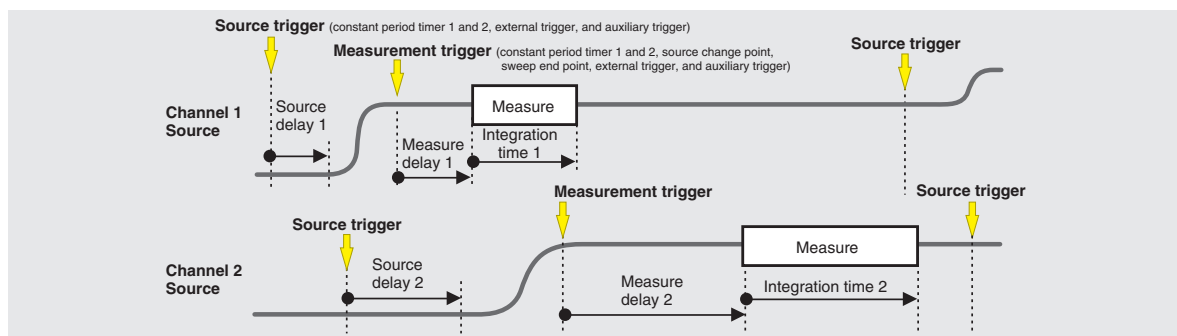 Source trigger (constant period timer 1 and 2, external trigger, and auxiliary trigger)
Measurement trigger (constant period timer 1 and 2, source change point,
sweep end point, external trigger, and auxiliary trigger)
Source trigger
Channel 1
Source
Source
delay 1
Measure
Measure
delay 1
Integration
time 1
Source trigger
Measurement trigger
Source trigger
Channel 2
Source
Source
delay 2
Measure
Measure
delay 2
Integration time 2